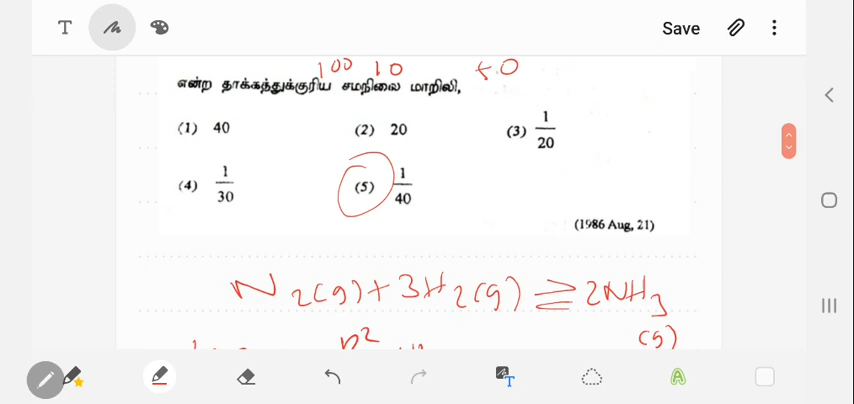 T Save
100 10 50
என்ற தாக்கத்துக்குரிய சமநிலை மாறிலி,
(1) 40 (2) 20 (3) 1/20
(4) 1/30 (5) 1/40
(1986 Aug, 21)
N2(g) + 3H2(g) ⇌ 2NH3
(g)